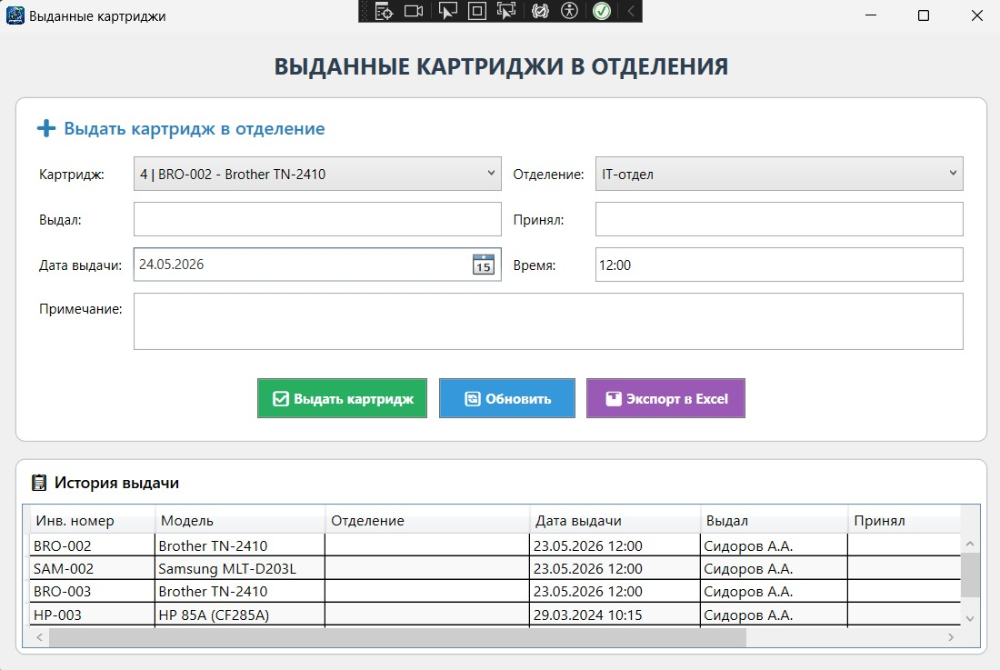 Выданные картриджи
ВЫДАННЫЕ КАРТРИДЖИ В ОТДЕЛЕНИЯ
Выдать картридж в отделение
Картридж: 4 | BRO-002 - Brother TN-2410 Отделение: IT-отдел
Выдал: Принял:
Дата выдачи: 24.05.2026 15 Время: 12:00
Примечание:
Выдать картридж Обновить Экспорт в Excel
История выдачи
Инв. номер Модель Отделение Дата выдачи Выдал Принял
BRO-002 Brother TN-2410 23.05.2026 12:00 Сидоров А.А.
SAM-002 Samsung MLT-D203L 23.05.2026 12:00 Сидоров А.А.
BRO-003 Brother TN-2410 23.05.2026 12:00 Сидоров А.А.
HP-003 HP 85A (CF285A) 29.03.2024 10:15 Сидоров А.А.